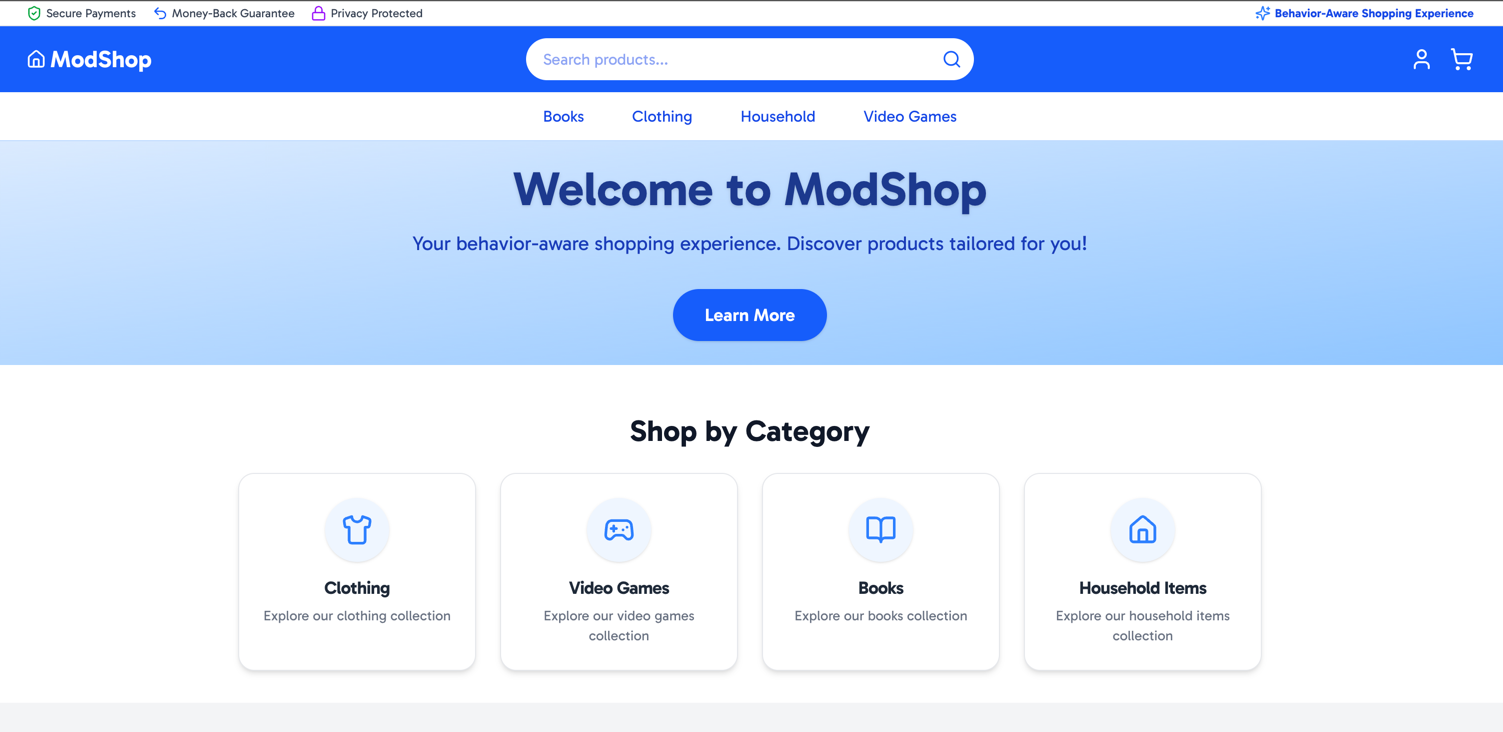 Secure Payments
Money-Back Guarantee
Privacy Protected
Behavior-Aware Shopping Experience
ModShop
Search products...
Books
Clothing
Household
Video Games
Welcome to ModShop
Your behavior-aware shopping experience. Discover products tailored for you!
Learn More
Shop by Category
Clothing
Explore our clothing collection
Video Games
Explore our video games
collection
Books
Explore our books collection
Household Items
Explore our household items
collection